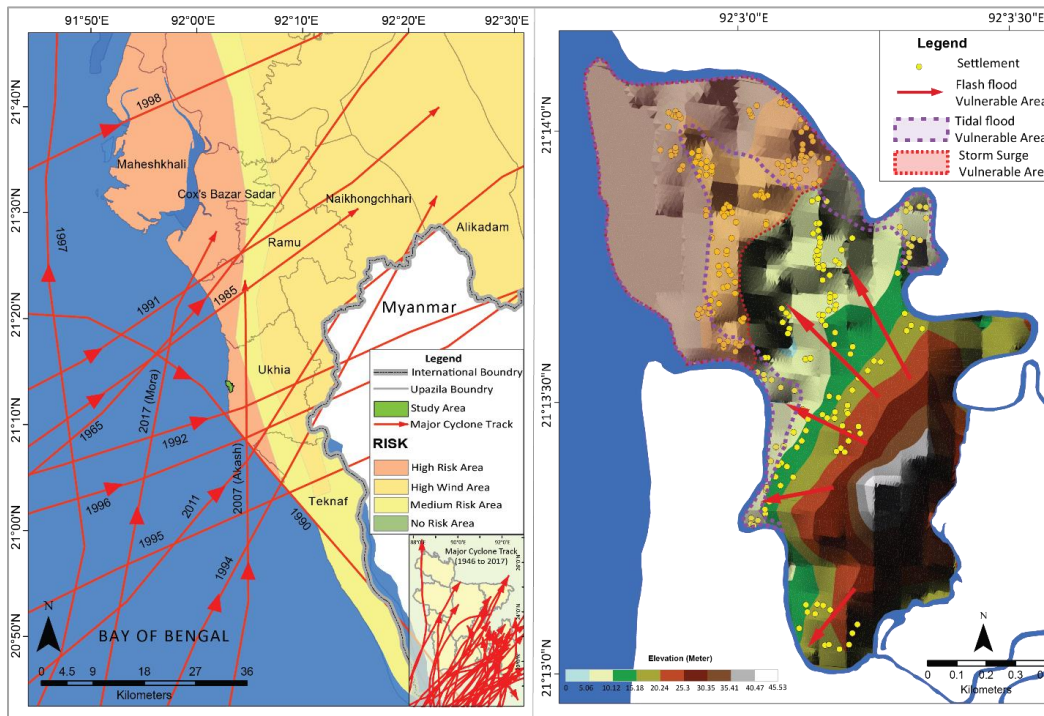 91°50'E 92°0'E 92°10'E 92°20'E 92°30'E
21°40'N
21°30'N
21°20'N
21°10'N
21°00'N
20°50'N
1998
Maheshkhali
Cox's Bazar Sadar
Naikhongchhari
Alikadam
Ramu
1997
1991
1985
Myanmar
Ukhia
2017 (Mora)
1965
1992
2007 (Akash)
1996
2011
1995
1994
1990
Teknaf
Legend
International Boundry
Upazila Boundry
Study Area
Major Cyclone Track
RISK
High Risk Area
High Wind Area
Medium Risk Area
No Risk Area
Major Cyclone Track
(1946 to 2017)
N
BAY OF BENGAL
0 4.5 9 18 27 36
Kilometers
92°3'0"E 92°3'30"E
21°14'0"N
21°13'30"N
21°13'0"N
Legend
Settlement
Flash flood
Vulnerable Area
Tidal flood
Vulnerable Area
Storm Surge
Vulnerable Area
Elevation (Meter)
0 5.06 10.12 15.18 20.24 25.3 30.35 35.41 40.47 45.53
N
0 0.1 0.2 0.3
Kilometers